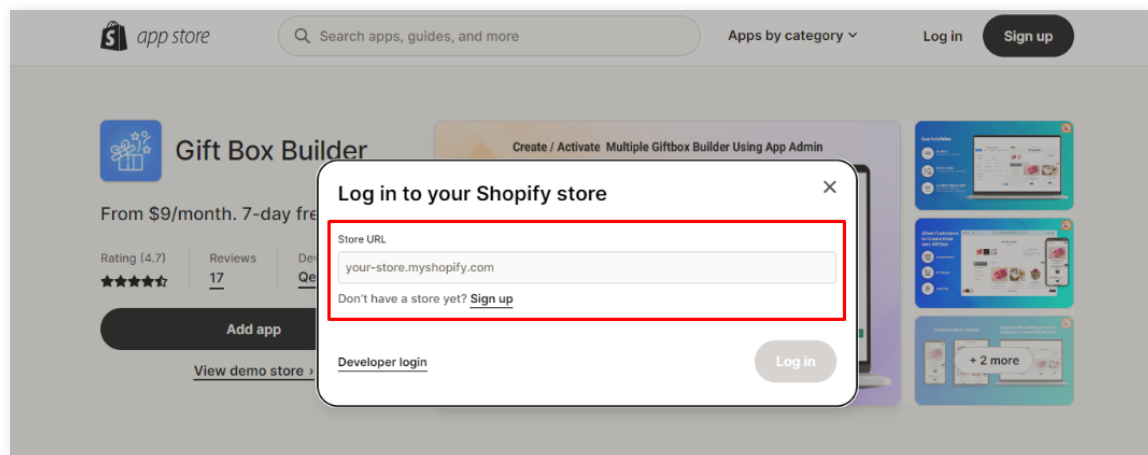 app store
Search apps, guides, and more
Apps by category
Log in
Sign up
Gift Box Builder
From $9/month. 7-day fre
Rating (4.7)
Reviews
17
Create / Activate Multiple Giftbox Builder Using App Admin
Add app
View demo store ›
Log in to your Shopify store
Store URL
your-store.myshopify.com
Don't have a store yet? Sign up
Developer login
Log in
+ 2 more